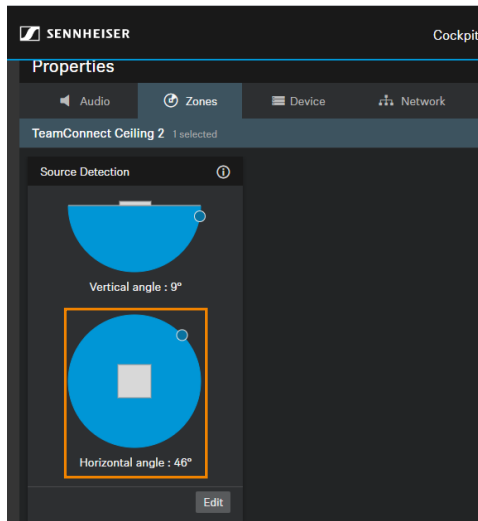 SENNHEISER
Cockpit
Properties
Audio
Zones
Device
Network
TeamConnect Ceiling 2 1 selected
Source Detection
Vertical angle : 9°
Horizontal angle : 46°
Edit